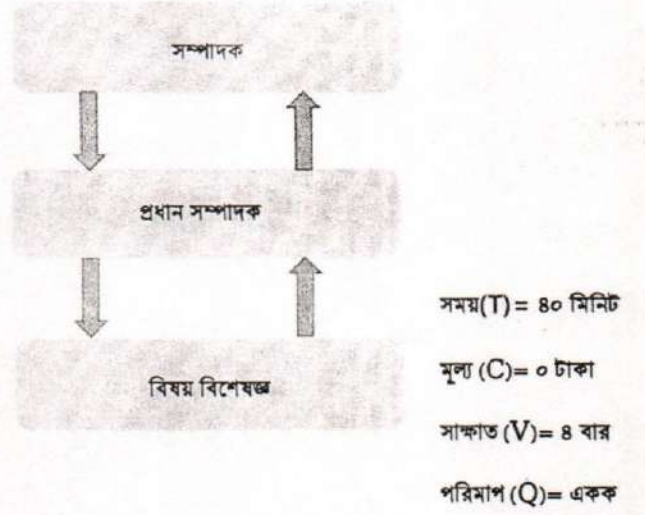 সম্পাদক
প্রধান সম্পাদক
বিষয় বিশেষজ্ঞ
সময়(T) = ৪০ মিনিট
মূল্য (C)= ০ টাকা
সাক্ষাত (V)= ৪ বার
পরিমাপ (Q)= একক